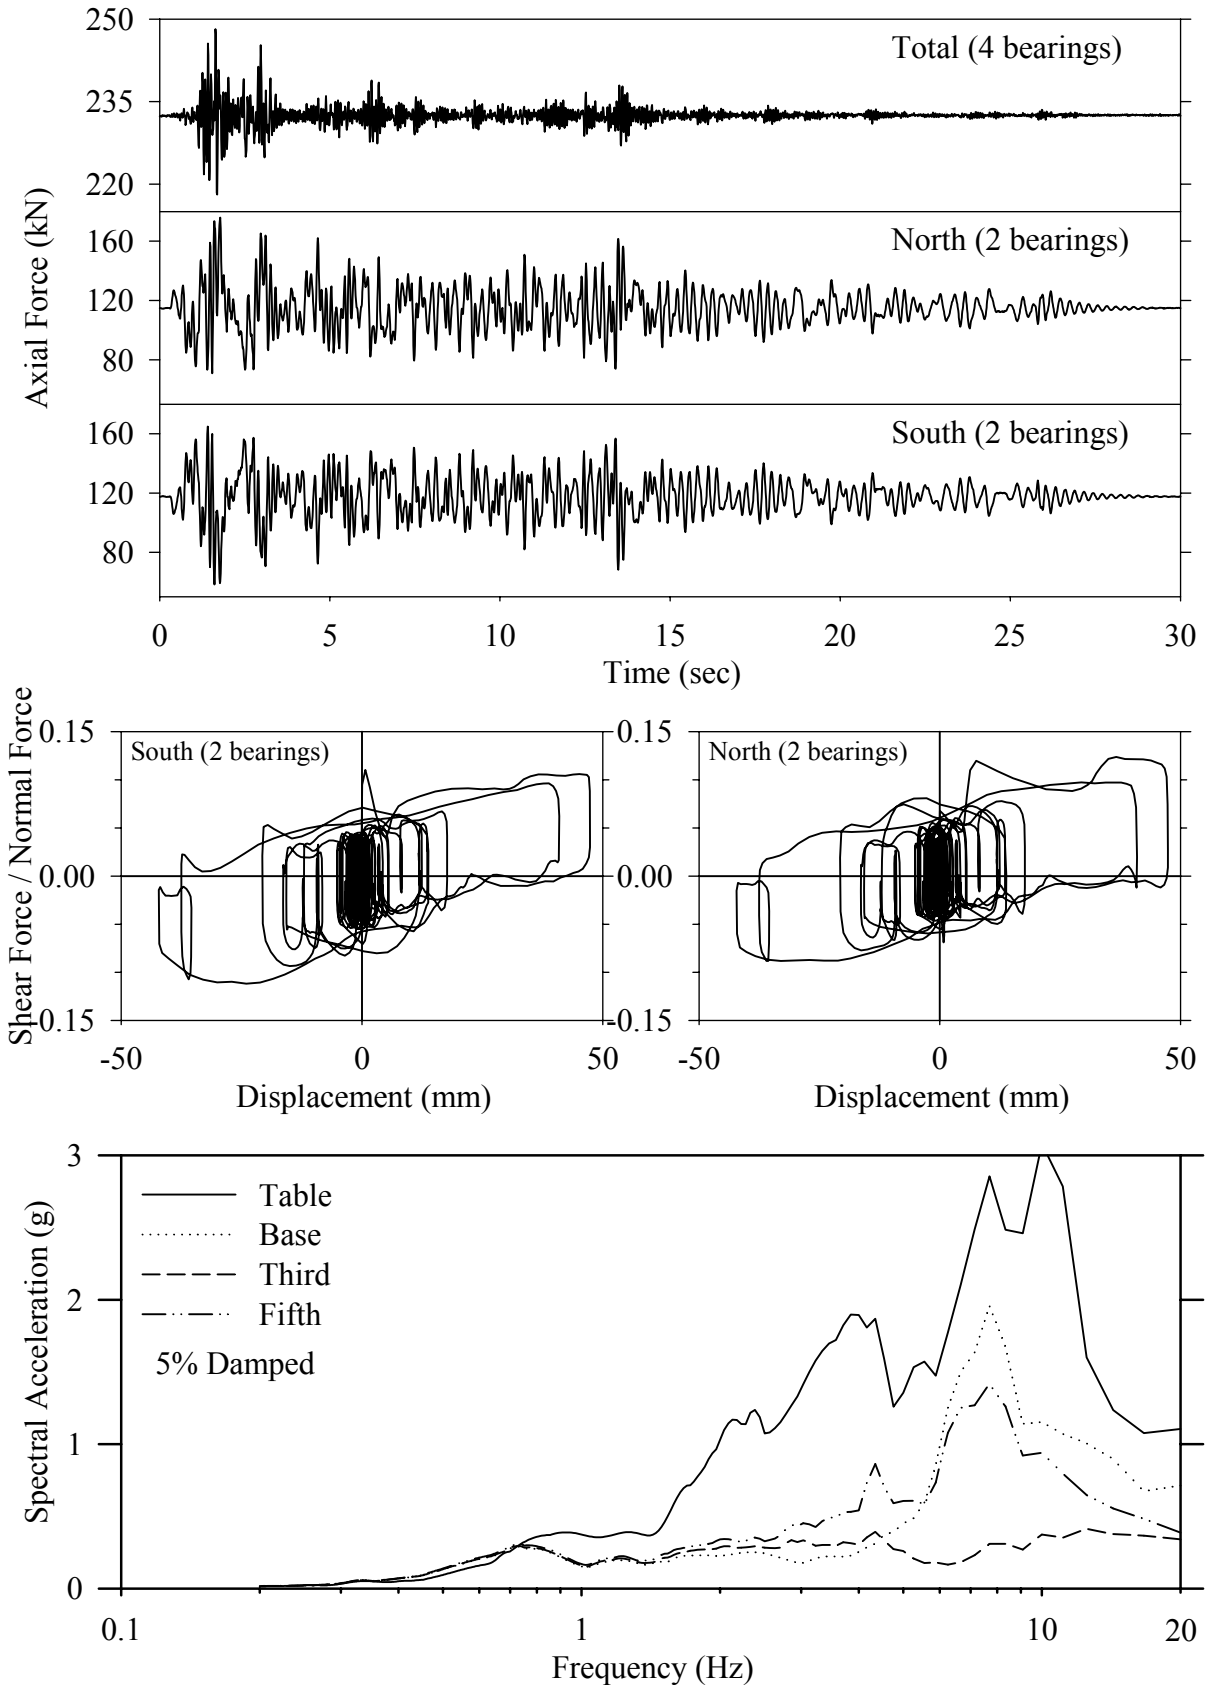 250
Total (4 bearings)
235
220
160
North (2 bearings)
120
80
160
South (2 bearings)
120
80
Axial Force (kN)
0 5 10 15 20 25 30
Time (sec)
Shear Force / Normal Force
0.15
South (2 bearings)
0.00
-0.15
-50 0 50
Displacement (mm)
0.15
North (2 bearings)
0.00
-0.15
-50 0 50
Displacement (mm)
Spectral Acceleration (g)
3
Table
Base
2
Third
Fifth
5% Damped
1
0
0.1 1 10 20
Frequency (Hz)